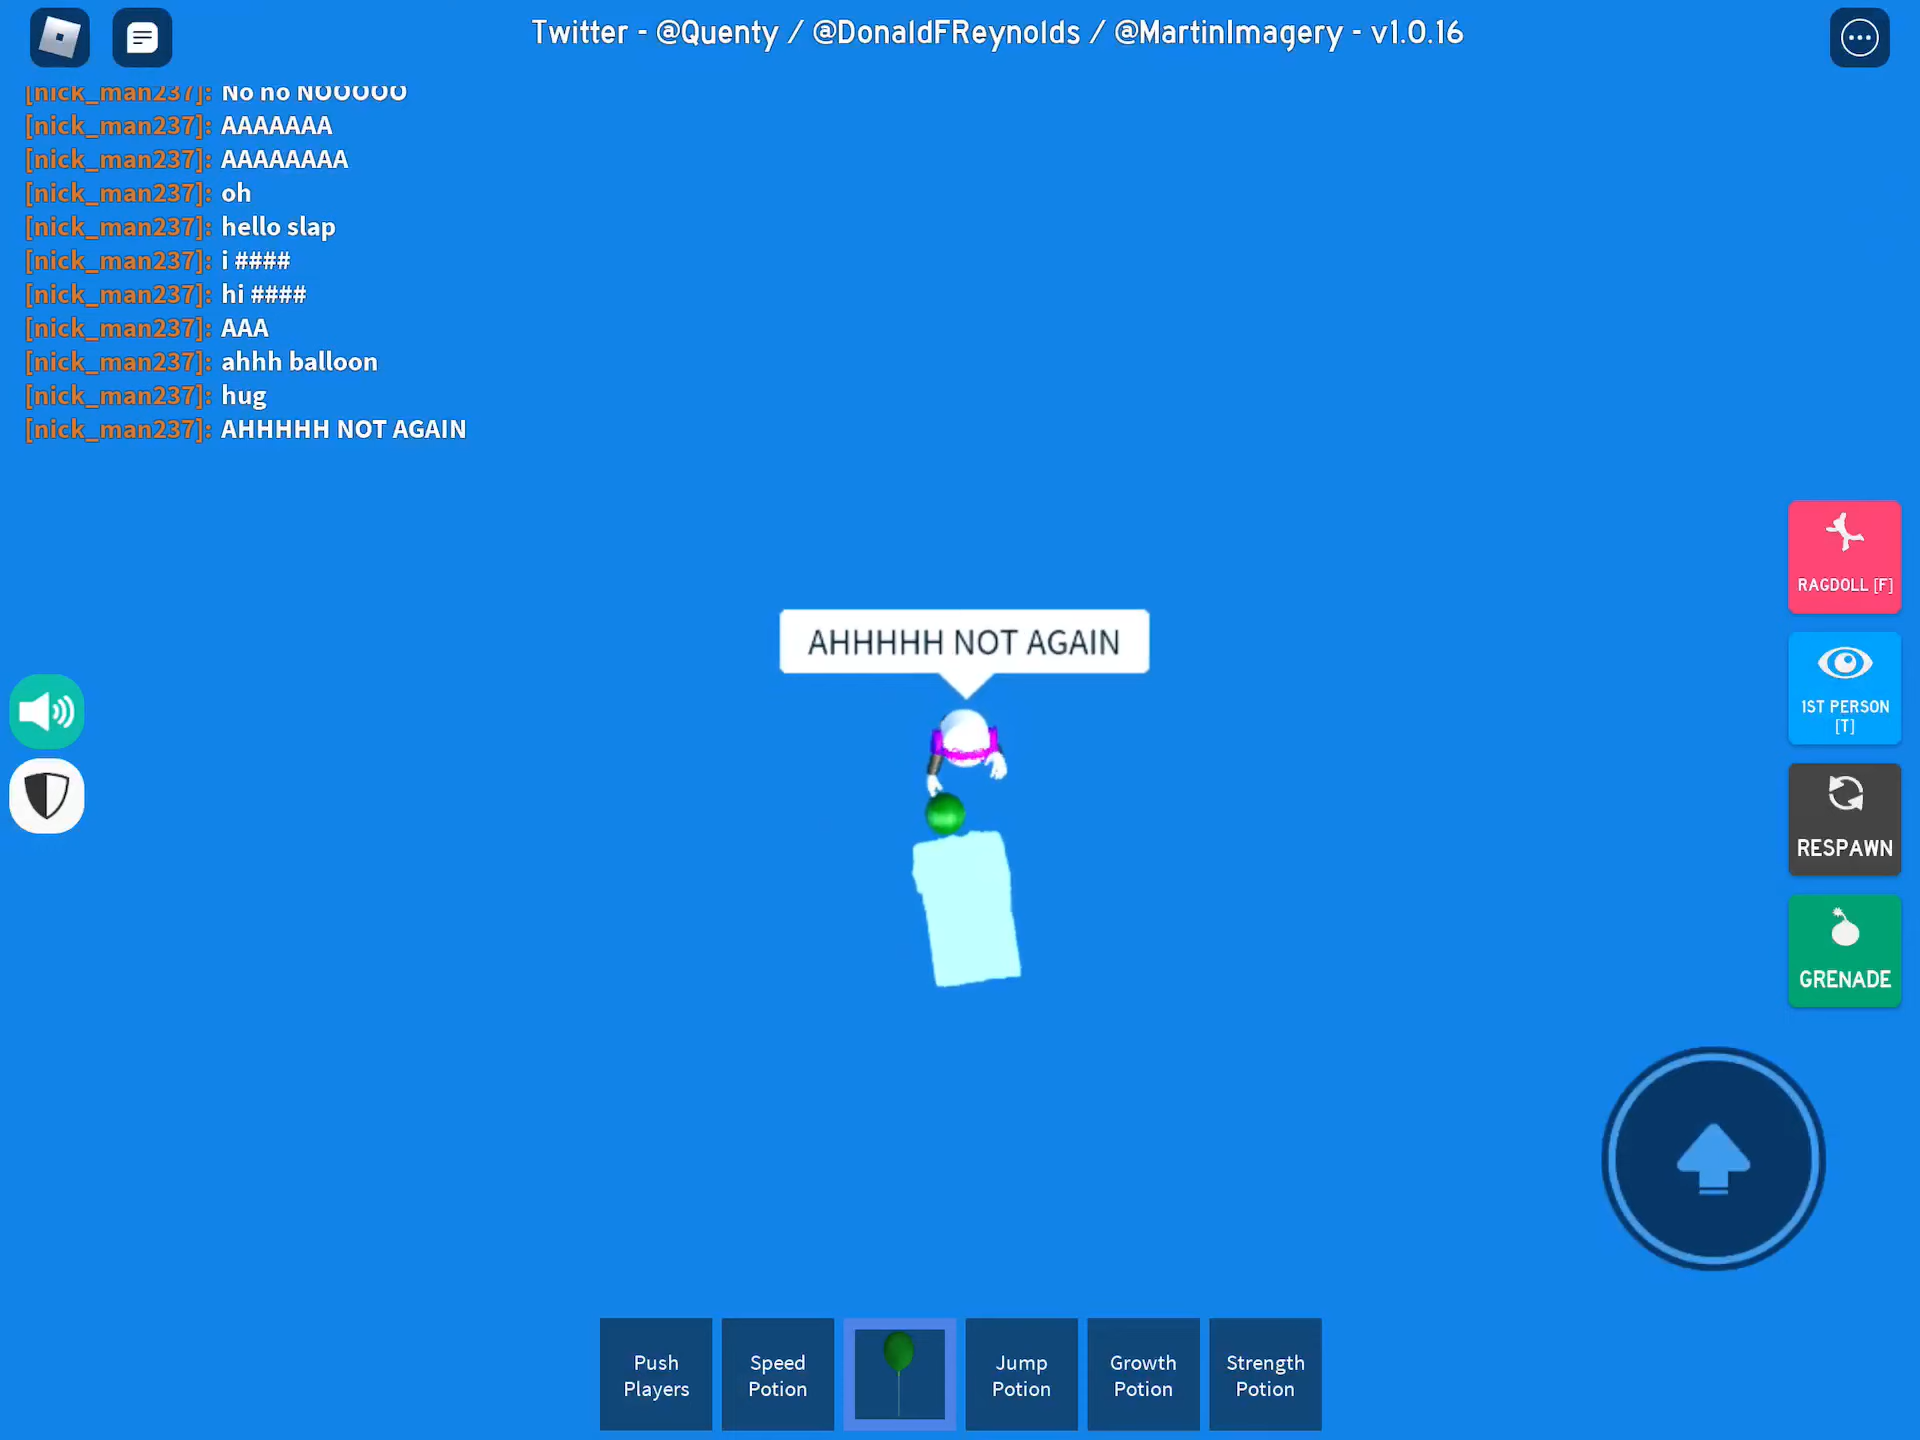 Twitter - @Quenty / @DonaldFReynolds / @MartinImagery - v1.0.16
[nick_man237]: No no NOOOOO
[nick_man237]: AAAAAAA
[nick_man237]: AAAAAAAA
[nick_man237]: oh
[nick_man237]: hello slap
[nick_man237]: i ####
[nick_man237]: hi ####
[nick_man237]: AAA
[nick_man237]: ahhh balloon
[nick_man237]: hug
[nick_man237]: AHHHHH NOT AGAIN
AHHHHH NOT AGAIN
RAGDOLL [F]
1ST PERSON
[T]
RESPAWN
GRENADE
Push
Players
Speed
Potion
Jump
Potion
Growth
Potion
Strength
Potion